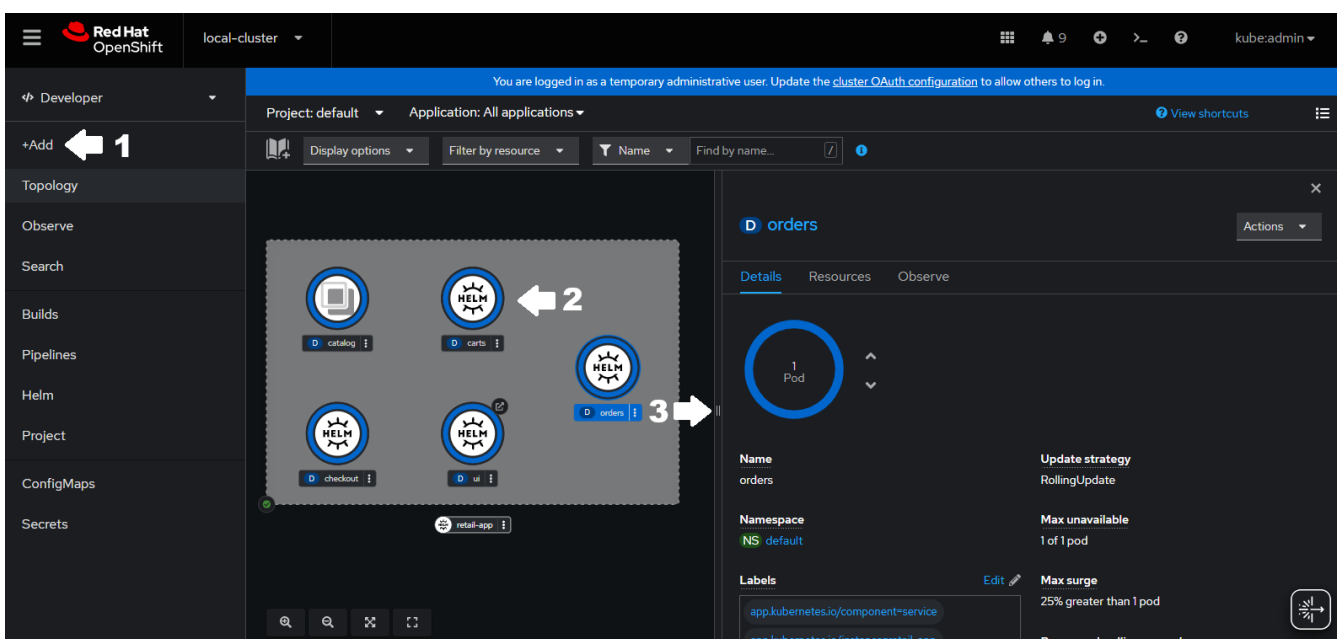 Red Hat
OpenShift
local-cluster
9
>_
kube:admin
You are logged in as a temporary administrative user. Update the cluster OAuth configuration to allow others to log in.
</> Developer
Project: default
Application: All applications
View shortcuts
+Add
1
Display options
Filter by resource
Name
Find by name...
/
Topology
Observe
Search
Builds
Pipelines
Helm
Project
ConfigMaps
Secrets
HELM
2
D catalog
D carts
HELM
D orders
3
HELM
HELM
D checkout
D ui
retail-app
D orders
Actions
Details
Resources
Observe
1
Pod
Name
orders
Update strategy
RollingUpdate
Namespace
NS default
Max unavailable
1 of 1 pod
Labels
Edit
Max surge
25% greater than 1 pod
app.kubernetes.io/component=service